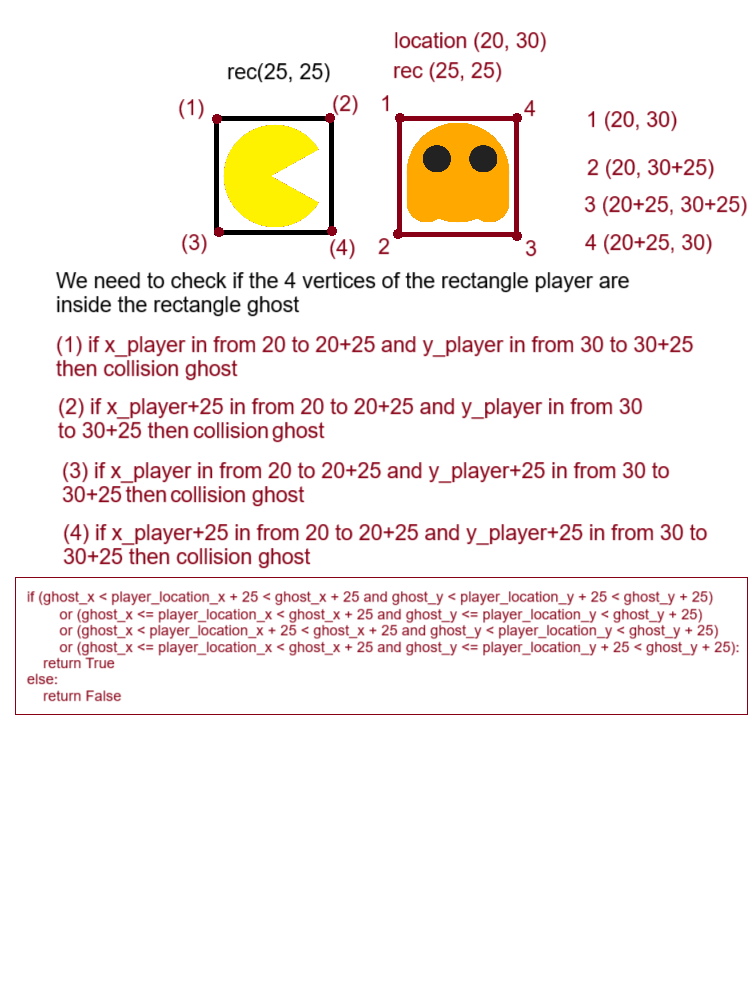 location (20, 30)
rec(25, 25)
rec (25, 25)
(1)
(2)
1
4
1 (20, 30)
2 (20, 30+25)
3 (20+25, 30+25)
4 (20+25, 30)
(3)
(4)
2
3
We need to check if the 4 vertices of the rectangle player are
inside the rectangle ghost
(1) if x_player in from 20 to 20+25 and y_player in from 30 to 30+25
then collision ghost
(2) if x_player+25 in from 20 to 20+25 and y_player in from 30
to 30+25 then collision ghost
(3) if x_player in from 20 to 20+25 and y_player+25 in from 30 to
30+25 then collision ghost
(4) if x_player+25 in from 20 to 20+25 and y_player+25 in from 30 to
30+25 then collision ghost
if (ghost_x < player_location_x + 25 < ghost_x + 25 and ghost_y < player_location_y + 25 < ghost_y + 25)
or (ghost_x <= player_location_x < ghost_x + 25 and ghost_y <= player_location_y < ghost_y + 25)
or (ghost_x < player_location_x + 25 < ghost_x + 25 and ghost_y < player_location_y < ghost_y + 25)
or (ghost_x <= player_location_x < ghost_x + 25 and ghost_y <= player_location_y + 25 < ghost_y + 25):
return True
else:
return False